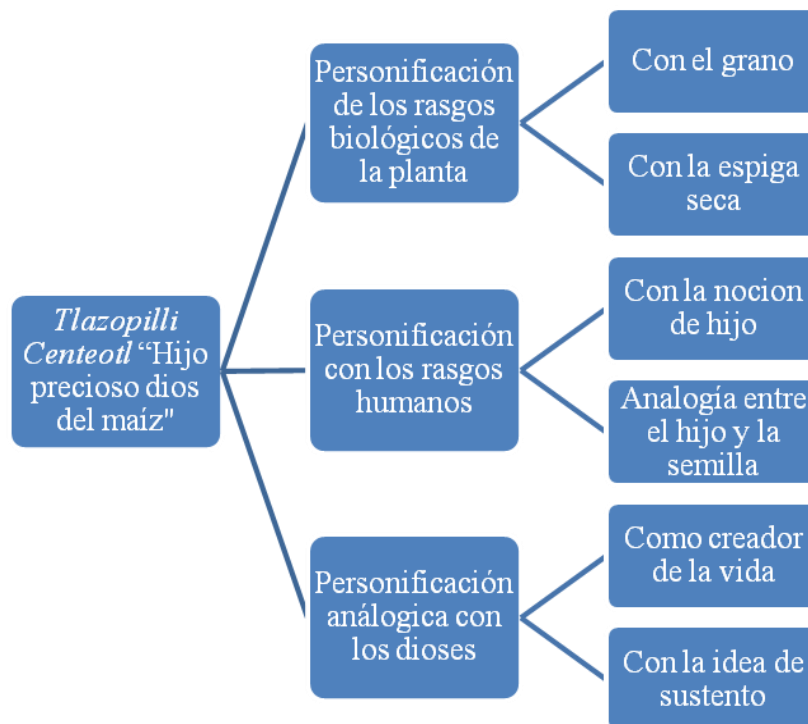 Tlazopilli
Centeotl “Hijo
precioso dios
del maíz"
Personificación
de los rasgos
biológicos de
la planta
Con el grano
Con la espiga
seca
Personificación
con los rasgos
humanos
Con la nocion
de hijo
Analogía entre
el hijo y la
semilla
Personificación
análogica con
los dioses
Como creador
de la vida
Con la idea de
sustento